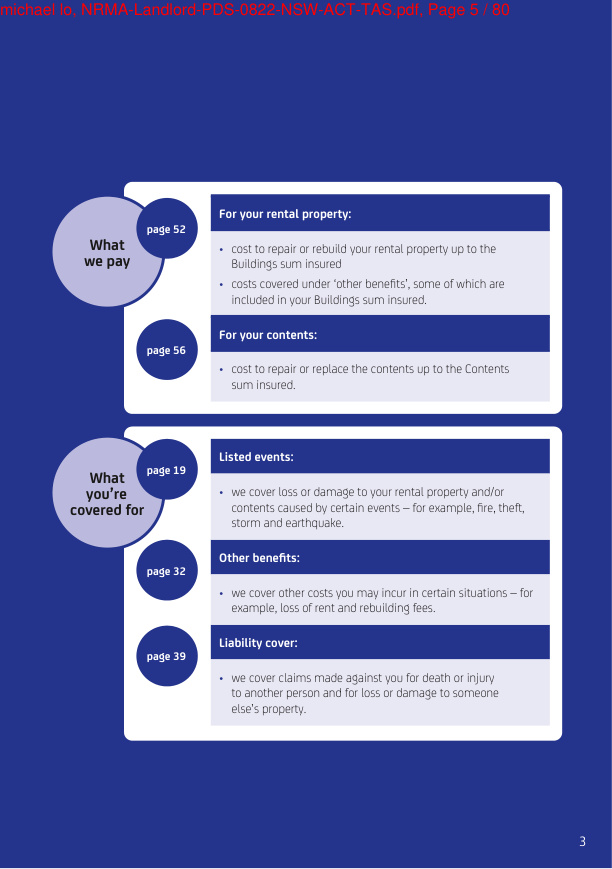 michael lo, NRMA-Landlord-PDS-0822-NSW-ACT-TAS.pdf. Page 5 / 80
What
we pay
page 52
For your rental property:
• cost to repair or rebuild your rental property up to the
Buildings sum insured
• costs covered under ‘other benefits’, some of which are
included in your Buildings sum insured.
page 56
For your contents:
• cost to repair or replace the contents up to the Contents
sum insured.
What
you’re
covered for
page 19
Listed events:
• we cover loss or damage to your rental property and/or
contents caused by certain events – for example, fire, theft,
storm and earthquake.
page 32
Other benefits:
• we cover other costs you may incur in certain situations – for
example, loss of rent and rebuilding fees.
page 39
Liability cover:
• we cover claims made against you for death or injury
to another person and for loss or damage to someone
else’s property.
3